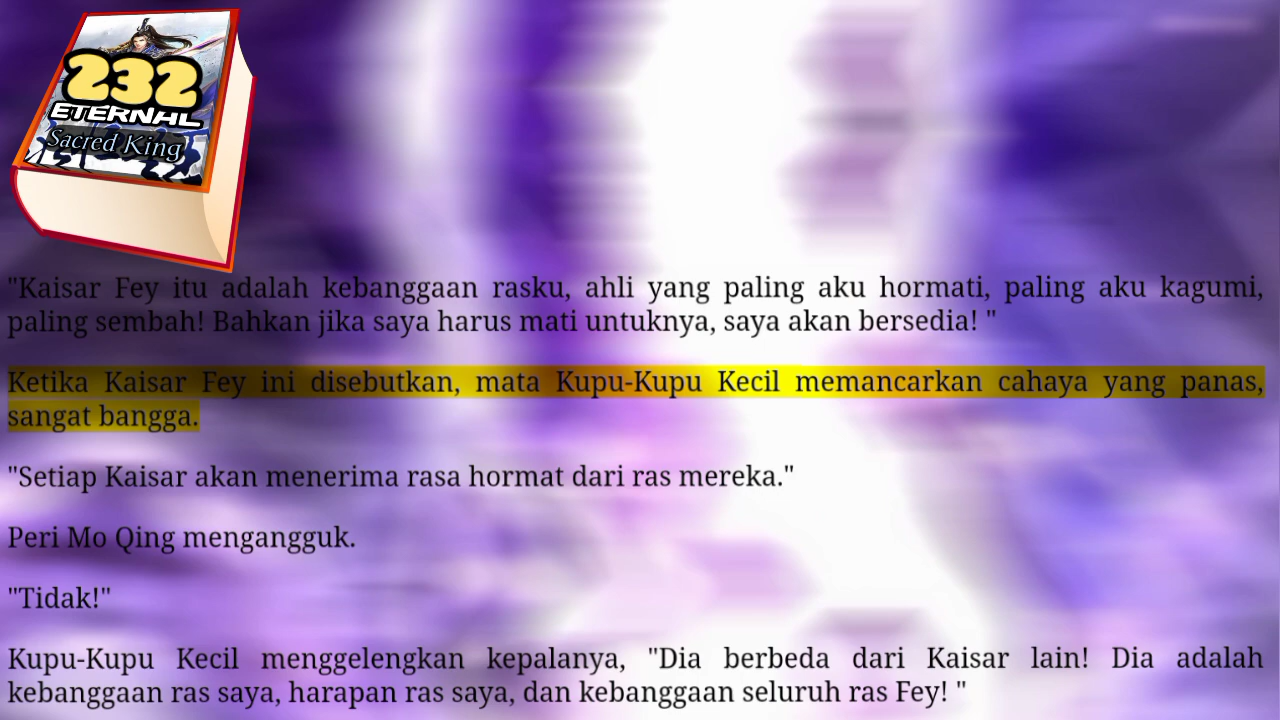 232
ETERNAL
Sacred King
"Kaisar Fey itu adalah kebanggaan rasku, ahli yang paling aku hormati, paling aku kagumi,
paling sembah! Bahkan jika saya harus mati untuknya, saya akan bersedia! "
Ketika Kaisar Fey ini disebutkan, mata Kupu-Kupu Kecil memancarkan cahaya yang panas,
sangat bangga.
"Setiap Kaisar akan menerima rasa hormat dari ras mereka."
Peri Mo Qing mengangguk.
"Tidak!"
Kupu-Kupu Kecil menggelengkan kepalanya, "Dia berbeda dari Kaisar lain! Dia adalah
kebanggaan ras saya, harapan ras saya, dan kebanggaan seluruh ras Fey! "